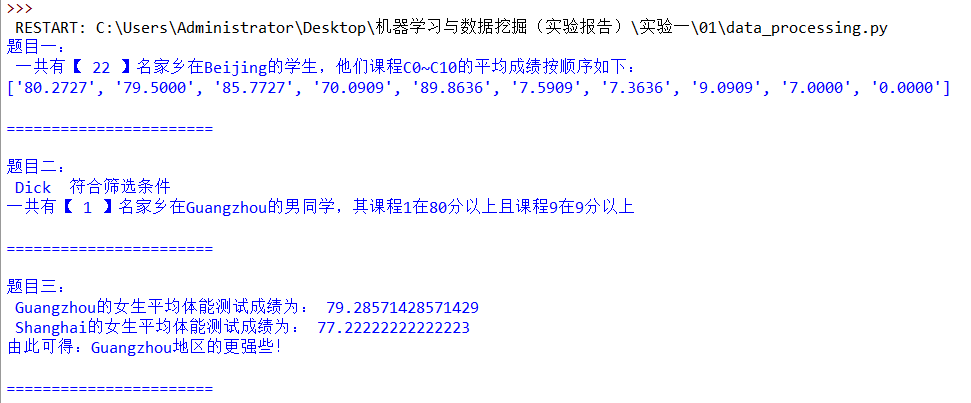 >>>
RESTART: C:\Users\Administrator\Desktop\机器学习与数据挖掘（实验报告）\实验一\01\data_processing.py
题目一：
一共有【 22 】名家乡在Beijing的学生，他们课程C0~C10的平均成绩按顺序如下：
['80.2727', '79.5000', '85.7727', '70.0909', '89.8636', '7.5909', '7.3636', '9.0909', '7.0000', '0.0000']
=======================
题目二：
Dick  符合筛选条件
一共有【 1 】名家乡在Guangzhou的男同学，其课程1在80分以上且课程9在9分以上
=======================
题目三：
Guangzhou的女生平均体能测试成绩为： 79.28571428571429
Shanghai的女生平均体能测试成绩为： 77.22222222222223
由此可得：Guangzhou地区的更强些！
=======================